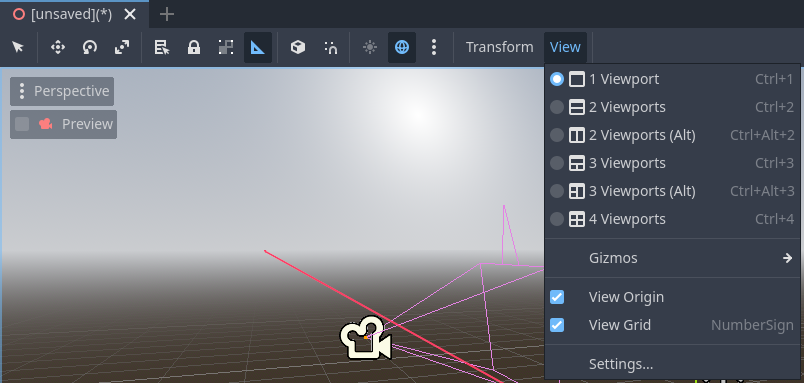 [unsaved](*)
Transform View
Perspective
Preview
1 Viewport Ctrl+1
2 Viewports Ctrl+2
2 Viewports (Alt) Ctrl+Alt+2
3 Viewports Ctrl+3
3 Viewports (Alt) Ctrl+Alt+3
4 Viewports Ctrl+4
Gizmos
View Origin
View Grid NumberSign
Settings...